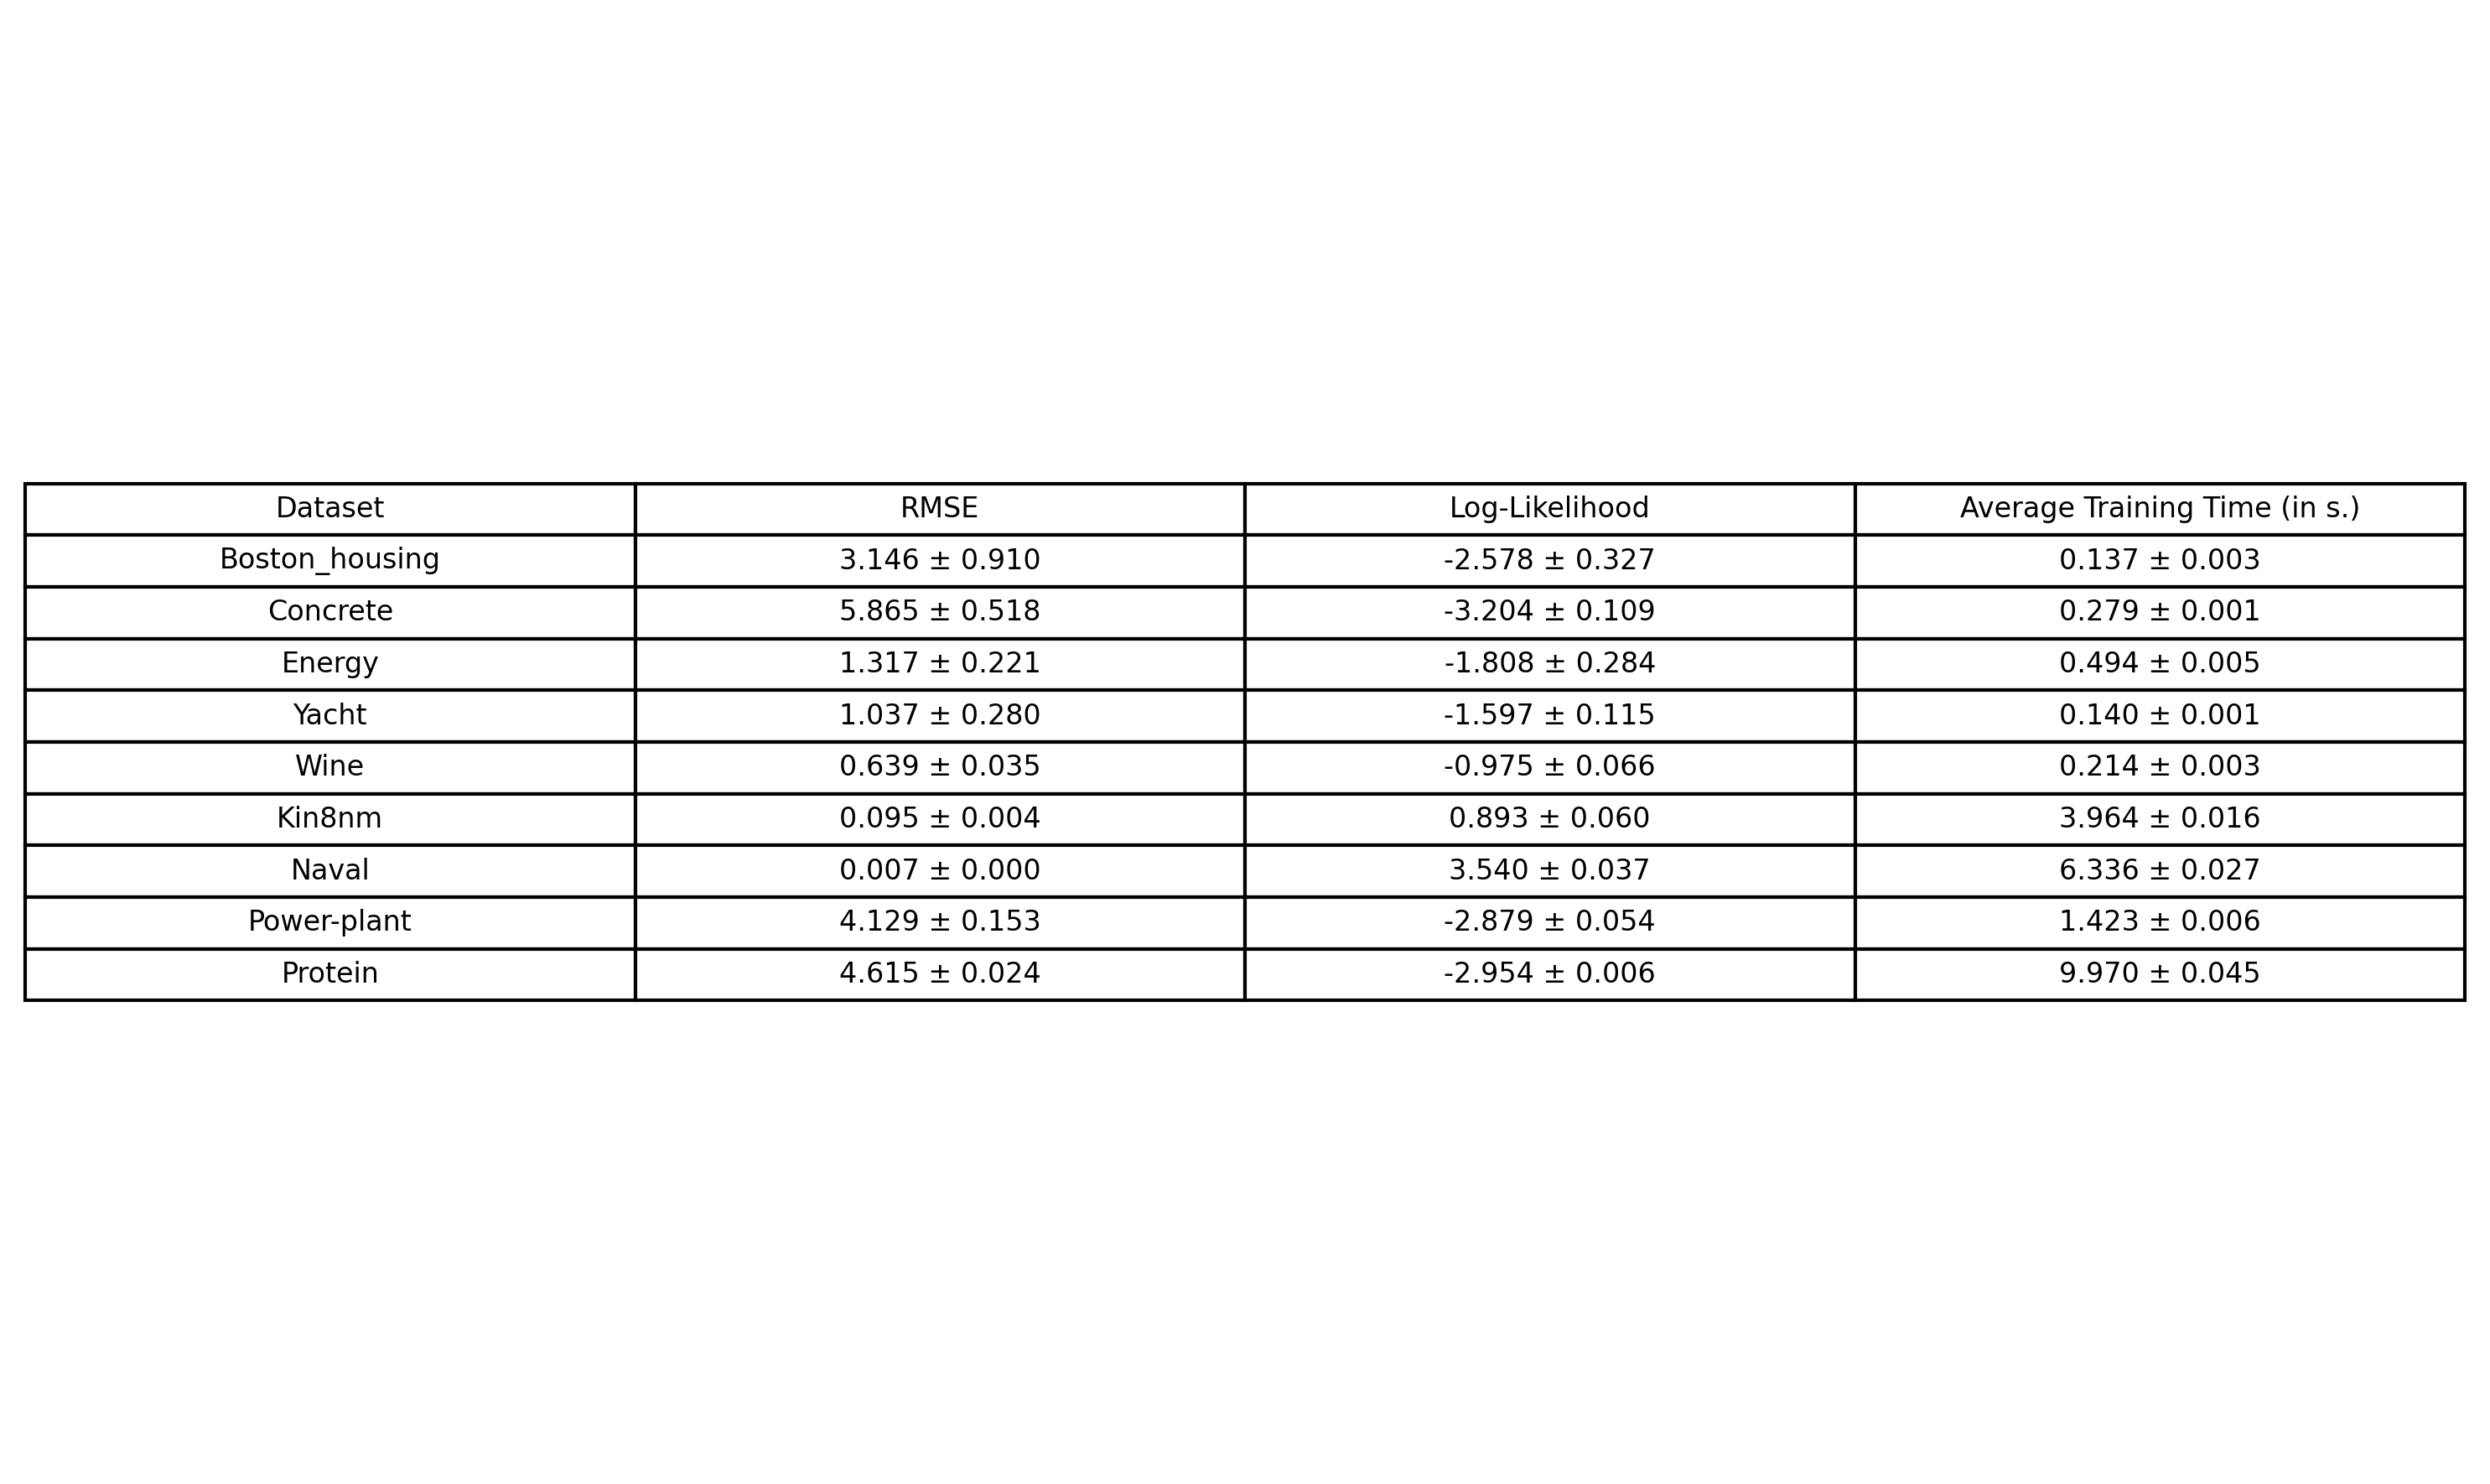 Dataset RMSE Log-Likelihood Average Training Time (in s.)
Boston_housing 3.146 ± 0.910 -2.578 ± 0.327 0.137 ± 0.003
Concrete 5.865 ± 0.518 -3.204 ± 0.109 0.279 ± 0.001
Energy 1.317 ± 0.221 -1.808 ± 0.284 0.494 ± 0.005
Yacht 1.037 ± 0.280 -1.597 ± 0.115 0.140 ± 0.001
Wine 0.639 ± 0.035 -0.975 ± 0.066 0.214 ± 0.003
Kin8nm 0.095 ± 0.004 0.893 ± 0.060 3.964 ± 0.016
Naval 0.007 ± 0.000 3.540 ± 0.037 6.336 ± 0.027
Power-plant 4.129 ± 0.153 -2.879 ± 0.054 1.423 ± 0.006
Protein 4.615 ± 0.024 -2.954 ± 0.006 9.970 ± 0.045